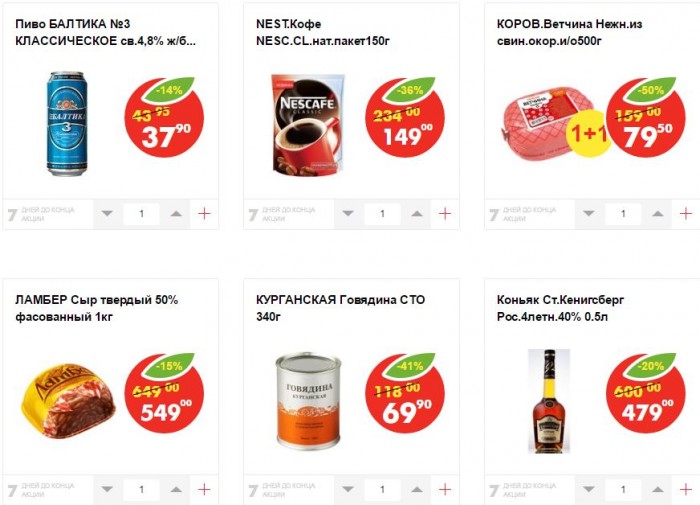 Пиво БАЛТИКА №3
КЛАССИЧЕСКОЕ св.4,8% ж/б...
БАЛТИКА
3
-14%
43 95
37 90
7 ДНЕЙ ДО КОНЦА
АКЦИИ
1
+
NEST.Кофе
NESC.CL.нат.пакет150г
NESCAFÉ
CLASSIC
-36%
234 00
149 00
7 ДНЕЙ ДО КОНЦА
АКЦИИ
1
+
КОРОВ.Ветчина Нежн.из
свин.окор.и/о500г
ВЕТЧИНА
1+1
-50%
159 00
79 50
7 ДНЕЙ ДО КОНЦА
АКЦИИ
1
+
ЛАМБЕР Сыр твердый 50%
фасованный 1кг
-15%
649 00
549 00
7 ДНЕЙ ДО КОНЦА
АКЦИИ
1
+
КУРГАНСКАЯ Говядина СТО
340г
ГОВЯДИНА
КУРГАНСКАЯ
-41%
118 00
69 90
7 ДНЕЙ ДО КОНЦА
АКЦИИ
1
+
Коньяк Ст.Кенигсберг
Рос.4летн.40% 0.5л
-20%
600 00
479 00
7 ДНЕЙ ДО КОНЦА
АКЦИИ
1
+